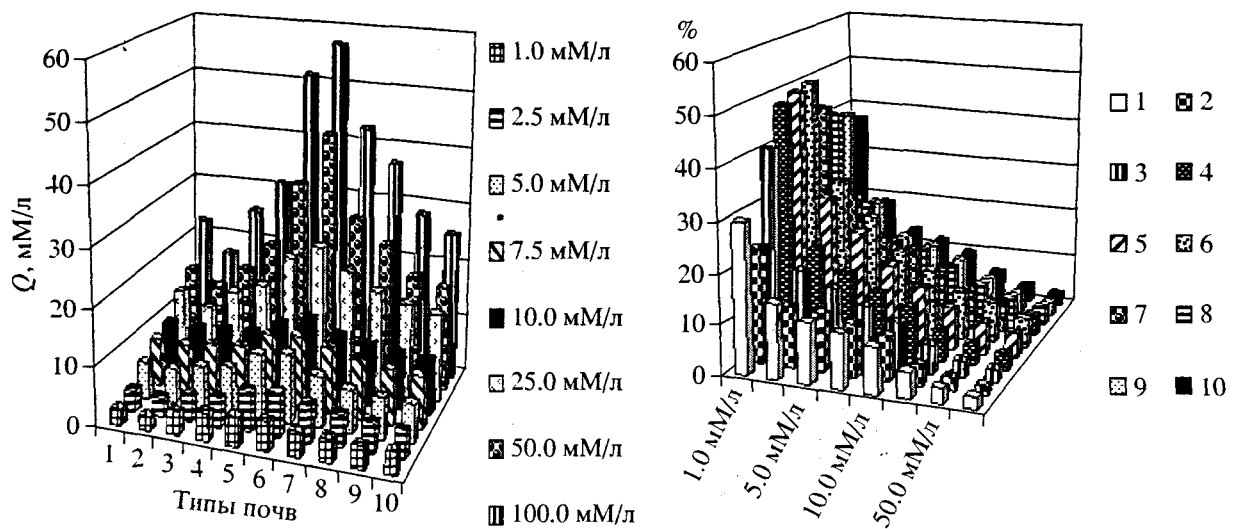 60
50
40
30
20
10
0
Q, мМ/л
1 2 3 4 5 6 7 8 9 10
Типы почв
1.0 мМ/л
2.5 мМ/л
5.0 мМ/л
7.5 мМ/л
10.0 мМ/л
25.0 мМ/л
50.0 мМ/л
100.0 мМ/л
%
60
50
40
30
20
10
0
1.0 мМ/л
5.0 мМ/л
10.0 мМ/л
50.0 мМ/л
1 2
3 4
5 6
7 8
9 10